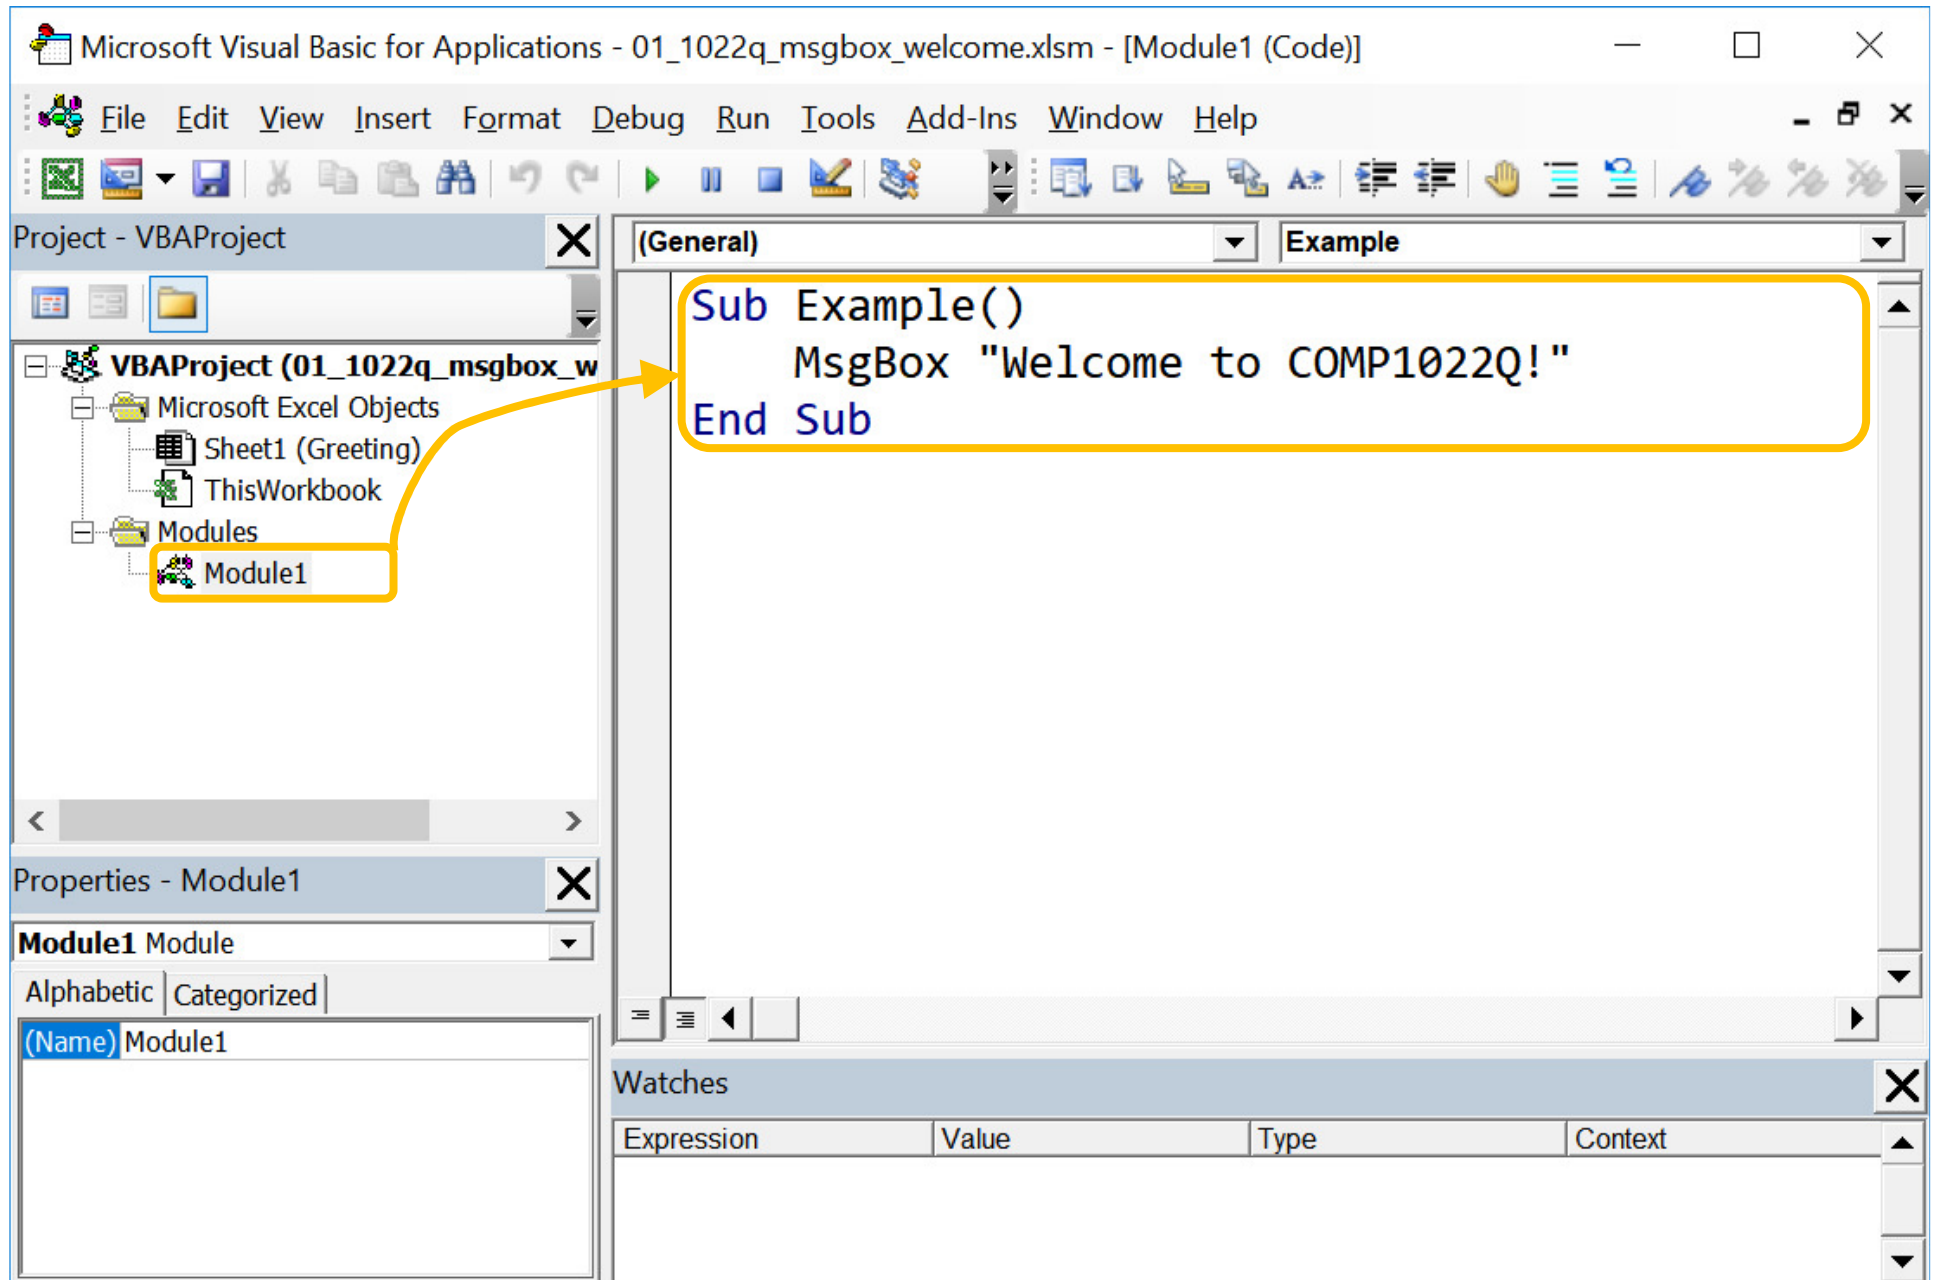 Microsoft Visual Basic for Applications - 01_1022q_msgbox_welcome.xlsm - [Module1 (Code)]
File Edit View Insert Format Debug Run Tools Add-Ins Window Help
Project - VBAProject
VBAProject (01_1022q_msgbox_w
Microsoft Excel Objects
Sheet1 (Greeting)
ThisWorkbook
Modules
Module1
(General)
Example
Sub Example()
    MsgBox "Welcome to COMP1022Q!"
End Sub
Properties - Module1
Module1 Module
Alphabetic Categorized
(Name) Module1
Watches
Expression Value Type Context